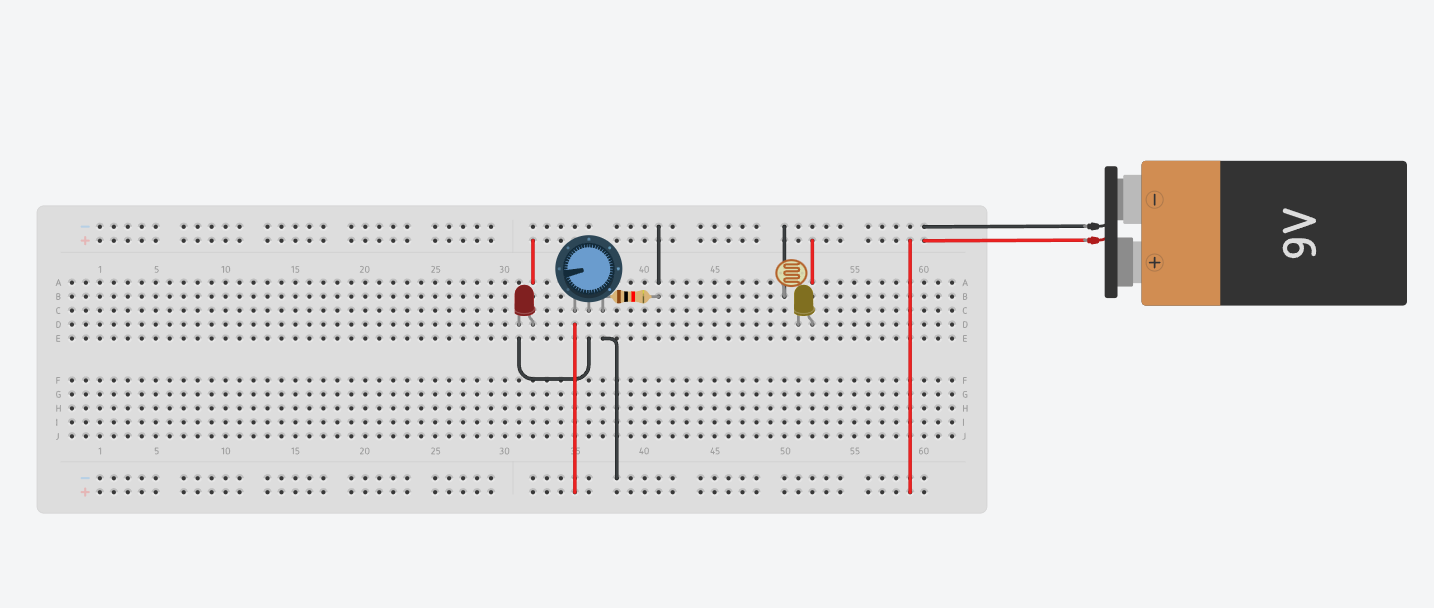 −
+
1 5 10 15 20 25 30 40 45 50 55 60
A A
B B
C C
D D
E E
F F
G G
H H
I I
J J
1 5 10 15 20 25 30 35 40 45 50 55 60
−
+
−
+
9V